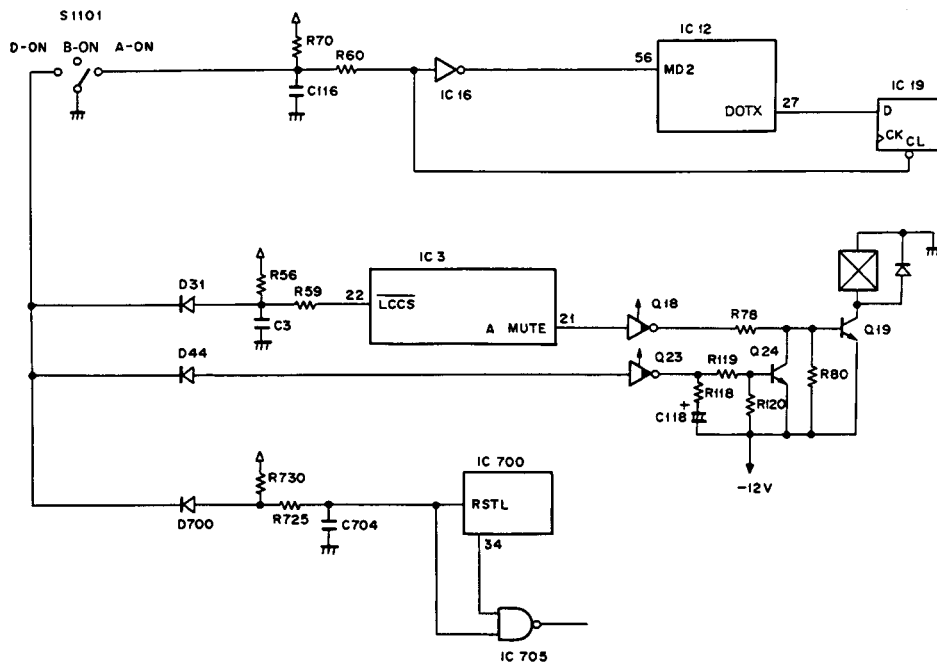 S1101
D-ON B-ON A-ON
R70
R60
C116
IC 16
56
IC 12
MD2
DOTX
27
IC 19
D
CK
CL
D31
R56
R59
C3
22
IC 3
LCCS
A MUTE
21
Q18
R78
Q19
D44
Q23
R119
Q24
R118
R120
R80
C118
+
-12V
R730
D700
R725
C704
IC 700
RSTL
34
IC 705